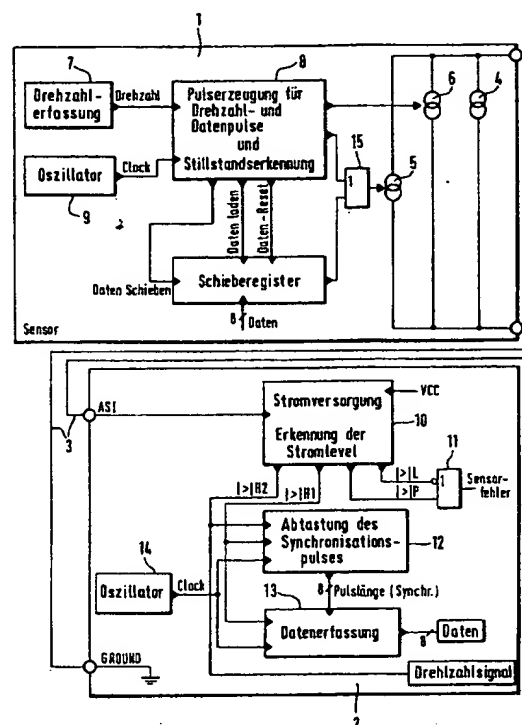 1
7
8
Drehzahl-
erfassung
Drehzahl
Pulserzeugung für
Drehzahl- und
Datenpulse
und
Stillstandserkennung
6
4
15
1
5
Oszillator
Clock
9
Daten laden
Daten-Reset
Daten Schieben
Schieberegister
8 Daten
Sensor
ASI
3
Stromversorgung
VCC
10
Erkennung der
Stromlevel
11
I>IL
1
I>IP
Sensor-
fehler
I>IH2
I>IH1
Abtastung des
Synchronisations-
pulses
12
14
Oszillator
Clock
13
8 Pulslänge (Synchr.)
Datenerfassung
8
Daten
GROUND
Drehlzahlsignal
2